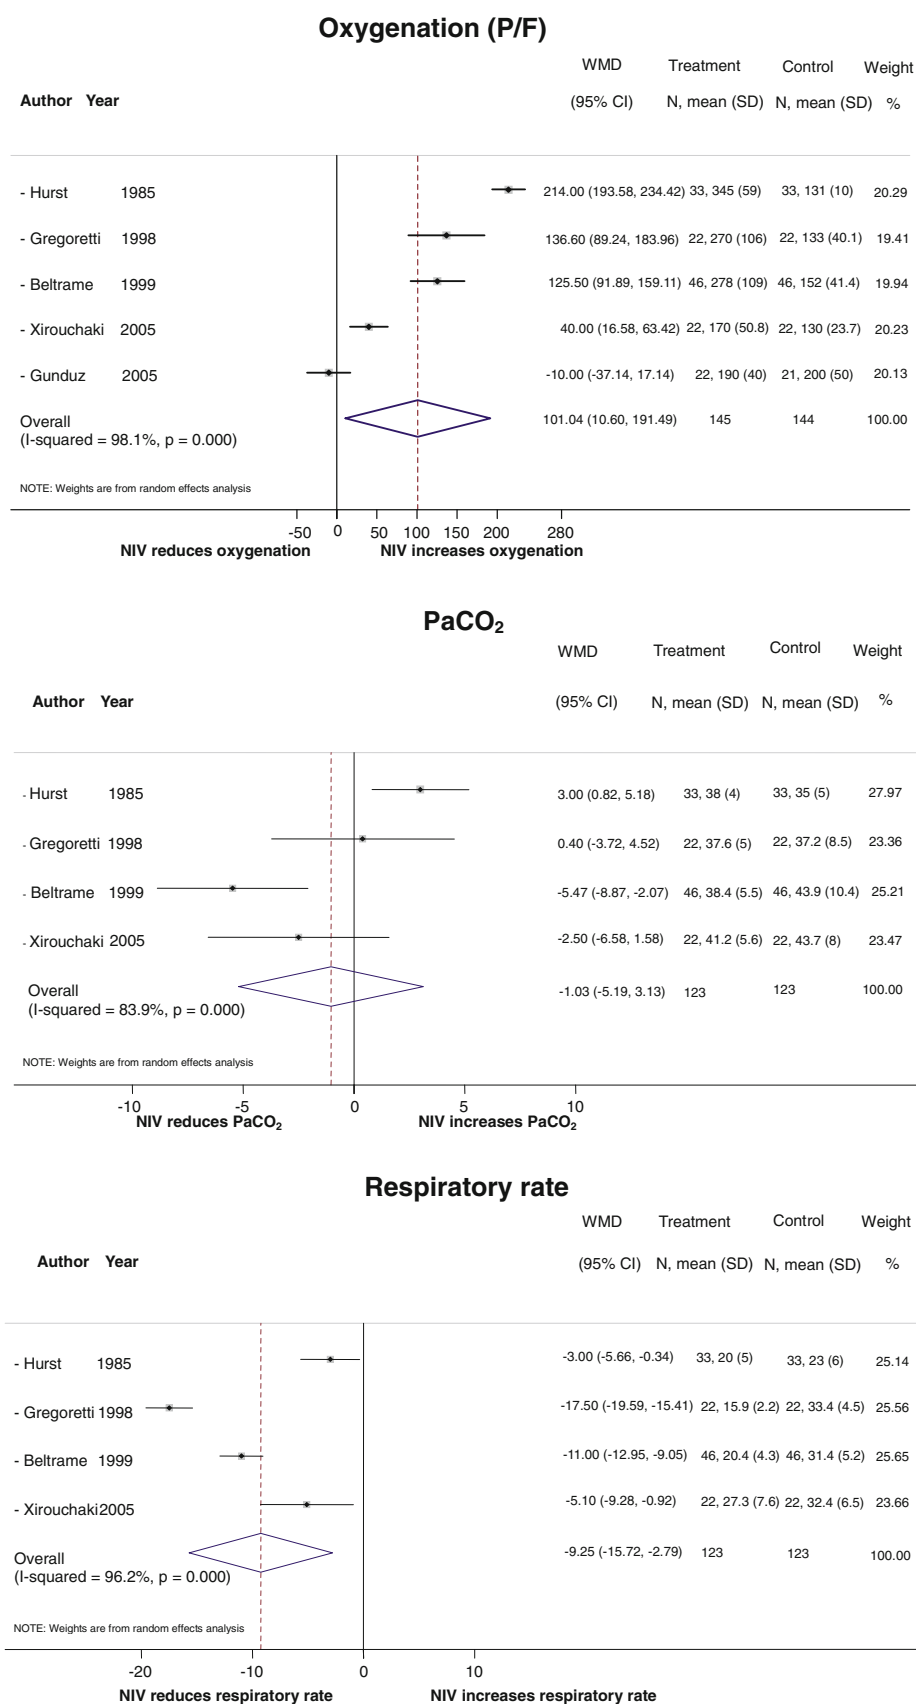 Oxygenation (P/F)
WMD Treatment Control Weight
Author Year (95% CI) N, mean (SD) N, mean (SD) %
- Hurst 1985 214.00 (193.58, 234.42) 33, 345 (59) 33, 131 (10) 20.29
- Gregoretti 1998 136.60 (89.24, 183.96) 22, 270 (106) 22, 133 (40.1) 19.41
- Beltrame 1999 125.50 (91.89, 159.11) 46, 278 (109) 46, 152 (41.4) 19.94
- Xirouchaki 2005 40.00 (16.58, 63.42) 22, 170 (50.8) 22, 130 (23.7) 20.23
- Gunduz 2005 -10.00 (-37.14, 17.14) 22, 190 (40) 21, 200 (50) 20.13
Overall 101.04 (10.60, 191.49) 145 144 100.00
(I-squared = 98.1%, p = 0.000)
NOTE: Weights are from random effects analysis
-50 0 50 100 150 200 280
NIV reduces oxygenation NIV increases oxygenation
PaCO₂
WMD Treatment Control Weight
Author Year (95% CI) N, mean (SD) N, mean (SD) %
- Hurst 1985 3.00 (0.82, 5.18) 33, 38 (4) 33, 35 (5) 27.97
- Gregoretti 1998 0.40 (-3.72, 4.52) 22, 37.6 (5) 22, 37.2 (8.5) 23.36
- Beltrame 1999 -5.47 (-8.87, -2.07) 46, 38.4 (5.5) 46, 43.9 (10.4) 25.21
- Xirouchaki 2005 -2.50 (-6.58, 1.58) 22, 41.2 (5.6) 22, 43.7 (8) 23.47
Overall -1.03 (-5.19, 3.13) 123 123 100.00
(I-squared = 83.9%, p = 0.000)
NOTE: Weights are from random effects analysis
-10 -5 0 5 10
NIV reduces PaCO₂ NIV increases PaCO₂
Respiratory rate
WMD Treatment Control Weight
Author Year (95% CI) N, mean (SD) N, mean (SD) %
- Hurst 1985 -3.00 (-5.66, -0.34) 33, 20 (5) 33, 23 (6) 25.14
- Gregoretti 1998 -17.50 (-19.59, -15.41) 22, 15.9 (2.2) 22, 33.4 (4.5) 25.56
- Beltrame 1999 -11.00 (-12.95, -9.05) 46, 20.4 (4.3) 46, 31.4 (5.2) 25.65
- Xirouchaki2005 -5.10 (-9.28, -0.92) 22, 27.3 (7.6) 22, 32.4 (6.5) 23.66
Overall -9.25 (-15.72, -2.79) 123 123 100.00
(I-squared = 96.2%, p = 0.000)
NOTE: Weights are from random effects analysis
-20 -10 0 10
NIV reduces respiratory rate NIV increases respiratory rate